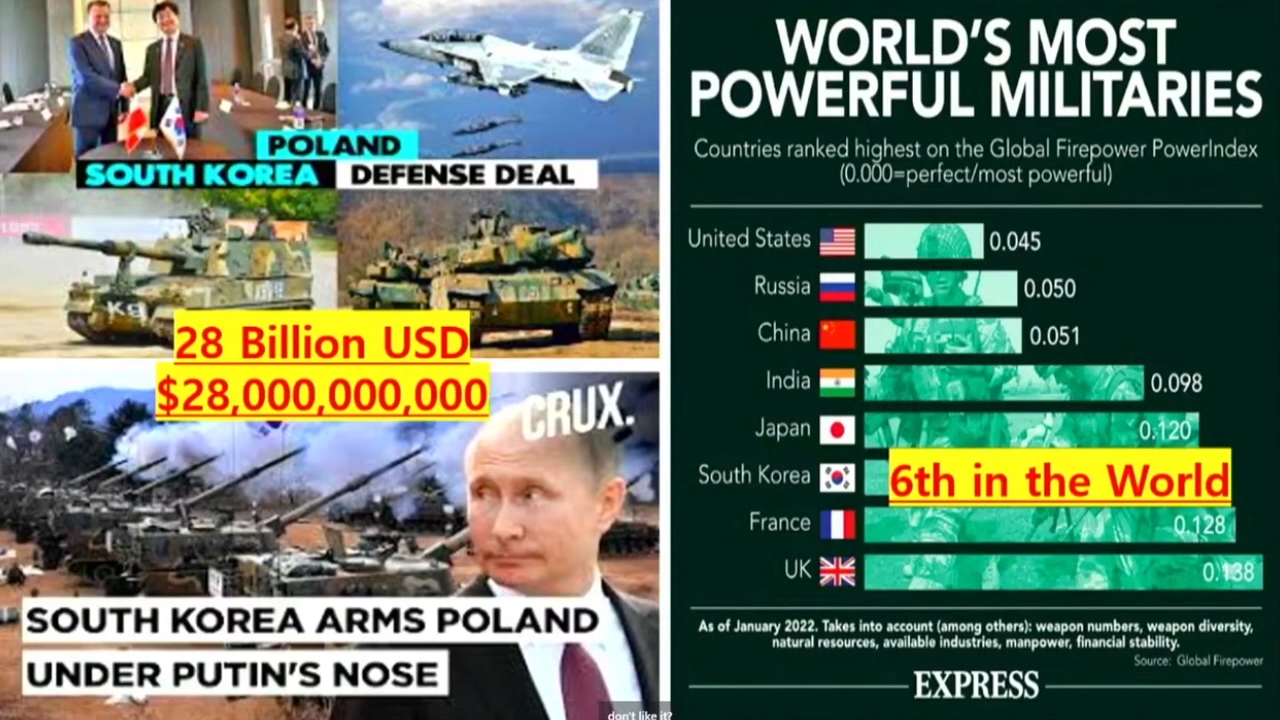 POLAND
SOUTH KOREA DEFENSE DEAL
K9
28 Billion USD
$28,000,000,000
CRUX.
SOUTH KOREA ARMS POLAND
UNDER PUTIN'S NOSE
WORLD'S MOST
POWERFUL MILITARIES
Countries ranked highest on the Global Firepower PowerIndex
(0.000=perfect/most powerful)
United States 0.045
Russia 0.050
China 0.051
India 0.098
Japan 0.120
South Korea 6th in the World
France 0.128
UK 0.138
As of January 2022. Takes into account (among others): weapon numbers, weapon diversity,
natural resources, available industries, manpower, financial stability.
Source: Global Firepower
EXPRESS
don't like it?